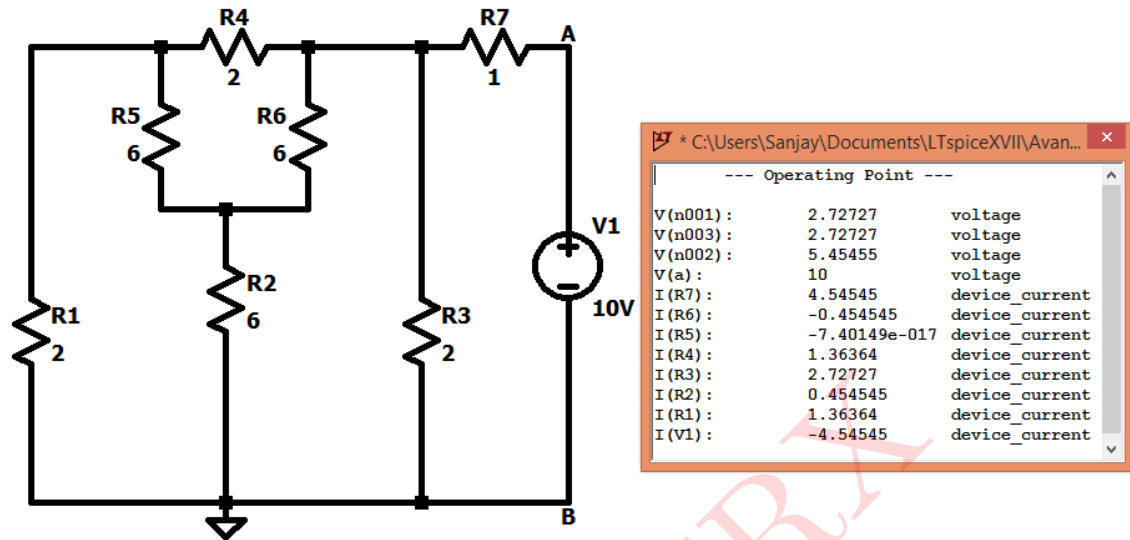 R4
2
R7
1
A
R5
6
R6
6
V1
10V
R2
6
R1
2
R3
2
B
* C:\Users\Sanjay\Documents\LTspiceXVII\Avan...
--- Operating Point ---
V(n001): 2.72727 voltage
V(n003): 2.72727 voltage
V(n002): 5.45455 voltage
V(a): 10 voltage
I(R7): 4.54545 device_current
I(R6): -0.454545 device_current
I(R5): -7.40149e-017 device_current
I(R4): 1.36364 device_current
I(R3): 2.72727 device_current
I(R2): 0.454545 device_current
I(R1): 1.36364 device_current
I(V1): -4.54545 device_current